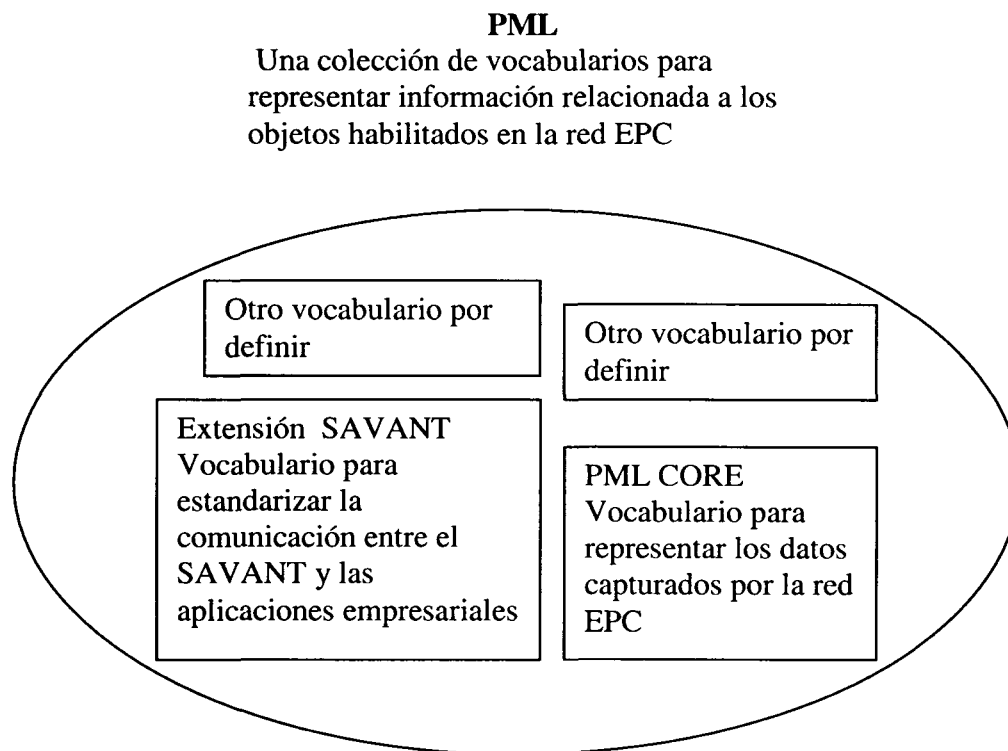 PML
Una colección de vocabularios para
representar información relacionada a los
objetos habilitados en la red EPC
Otro vocabulario por
definir
Otro vocabulario por
definir
Extensión SAVANT
Vocabulario para
estandarizar la
comunicación entre el
SAVANT y las
aplicaciones empresariales
PML CORE
Vocabulario para
representar los datos
capturados por la red
EPC